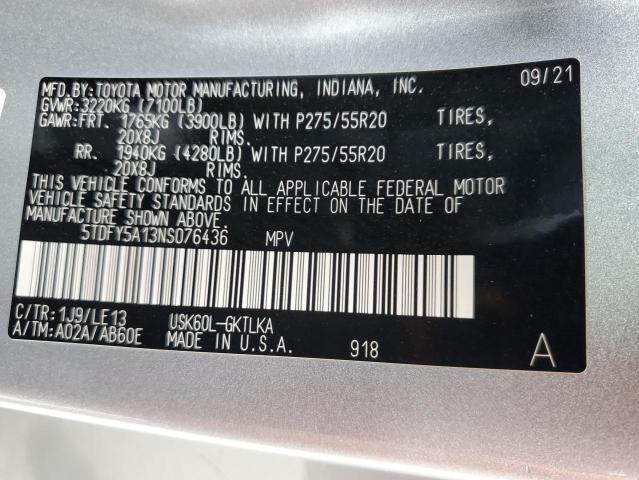 MFD.BY:TOYOTA MOTOR MANUFACTURING, INDIANA, INC. 09/21
GVWR:3220KG (7100LB)
GAWR:FRT. 1765KG (3900LB) WITH P275/55R20 TIRES,
20X8J RIMS.
RR. 1940KG (4280LB) WITH P275/55R20 TIRES,
20X8J RIMS.
THIS VEHICLE CONFORMS TO ALL APPLICABLE FEDERAL MOTOR
VEHICLE SAFETY STANDARDS IN EFFECT ON THE DATE OF
MANUFACTURE SHOWN ABOVE.
5TDFY5A13NS076436 MPV
C/TR:1J9/LE13 USK60L-GKTLKA
A/TM:A02A/AB60E MADE IN U.S.A. 918 A